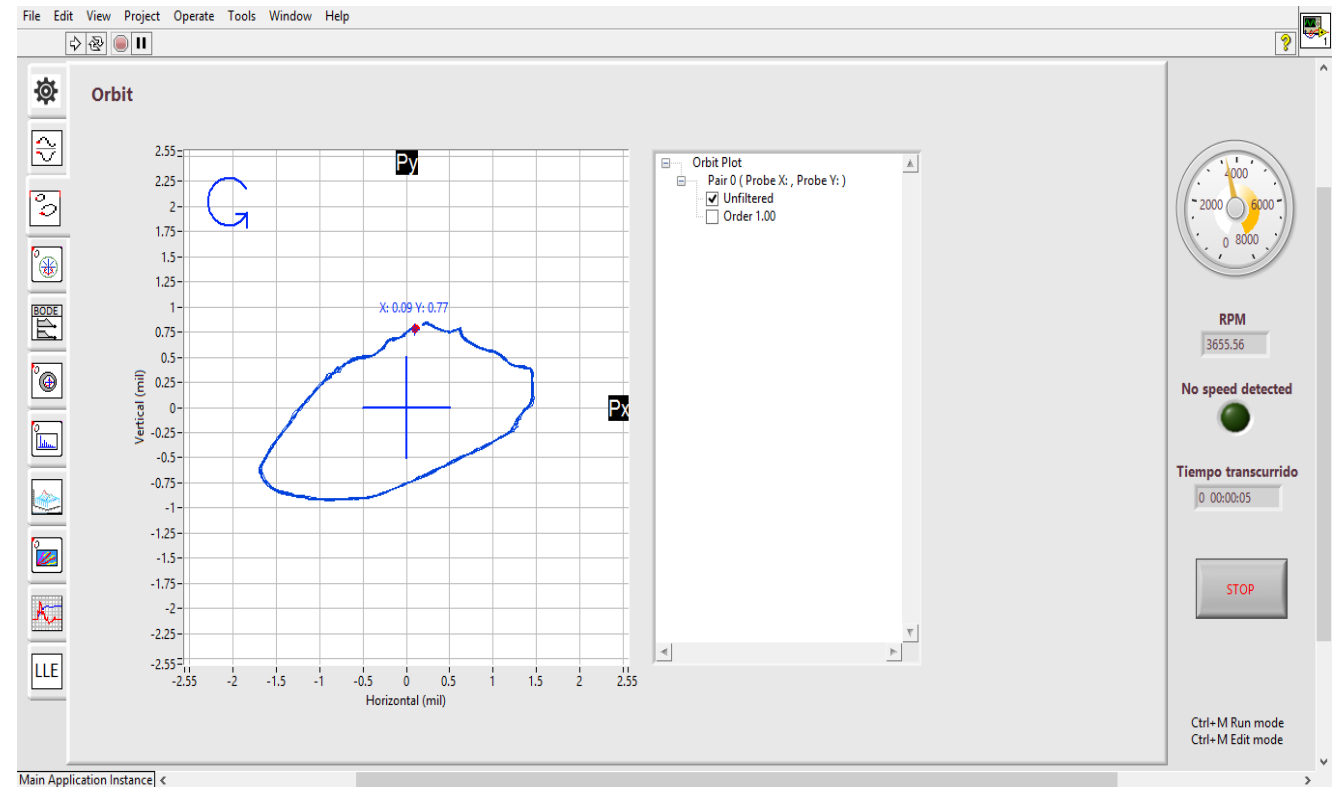 File Edit View Project Operate Tools Window Help
1
Orbit
2.55
2.25
2
1.75
1.5
1.25
1
0.75
0.5
0.25
0
-0.25
-0.5
-0.75
-1
-1.25
-1.5
-1.75
-2
-2.25
-2.55
Vertical (mil)
Py
X: 0.09 Y: 0.77
Px
-2.55 -2 -1.5 -1 -0.5 0 0.5 1 1.5 2 2.55
Horizontal (mil)
Orbit Plot
Pair 0 ( Probe X: , Probe Y: )
Unfiltered
Order 1.00
BODE
LLE
4000
2000 6000
0 8000
RPM
3655.56
No speed detected
Tiempo transcurrido
0 00:00:05
STOP
Ctrl+M Run mode
Ctrl+M Edit mode
Main Application Instance